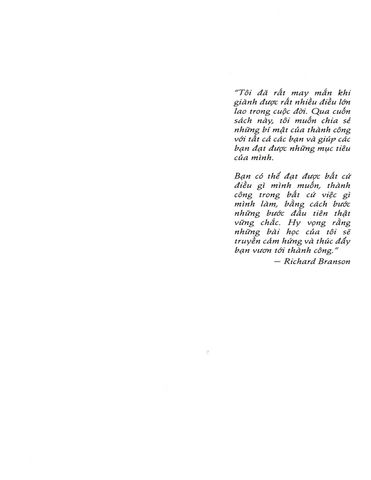 "Tôi đã rất may mắn khi
giành được rất nhiều điều lớn
lao trong cuộc đời. Qua cuốn
sách này, tôi muốn chia sẻ
những bí mật của thành công
với tất cả các bạn và giúp các
bạn đạt được những mục tiêu
của mình.
Bạn có thể đạt được bất cứ
điều gì mình muốn, thành
công trong bất cứ việc gì
mình làm, bằng cách bước
những bước đầu tiên thật
vững chắc. Hy vọng rằng
những bài học của tôi sẽ
truyền cảm hứng và thúc đẩy
bạn vươn tới thành công."
— Richard Branson